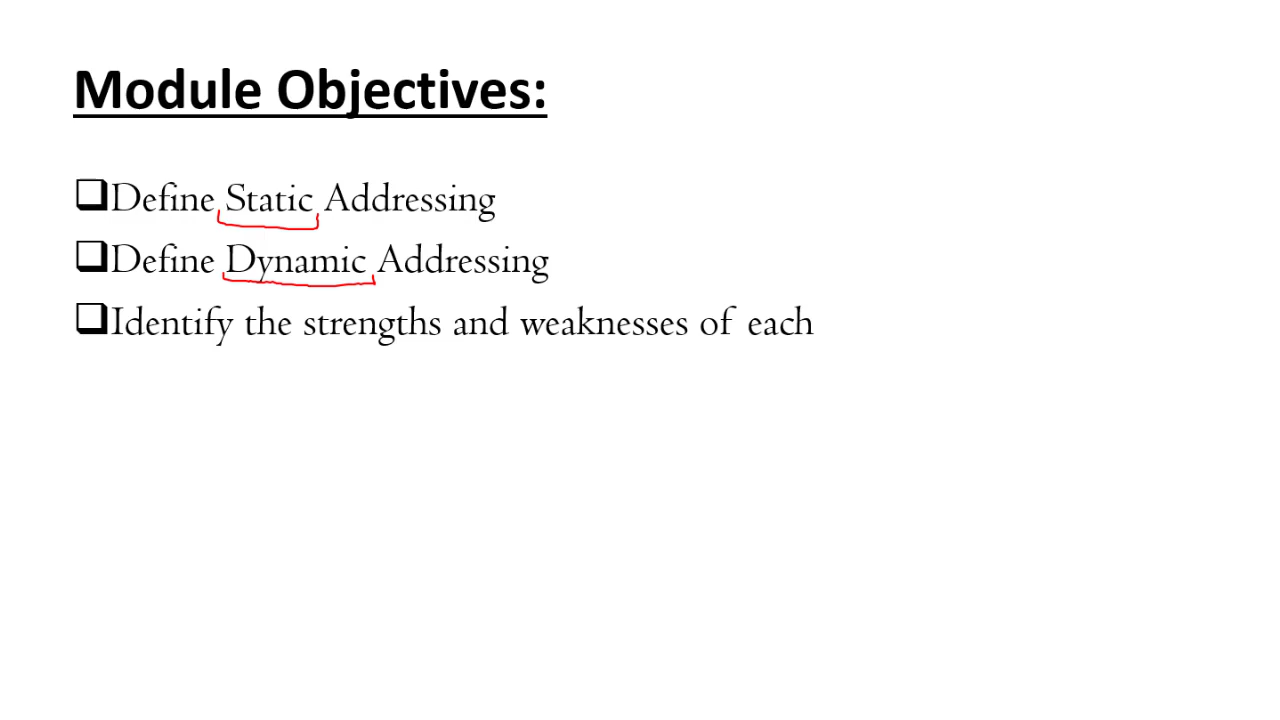 Module Objectives:
❑Define Static Addressing
❑Define Dynamic Addressing
❑Identify the strengths and weaknesses of each